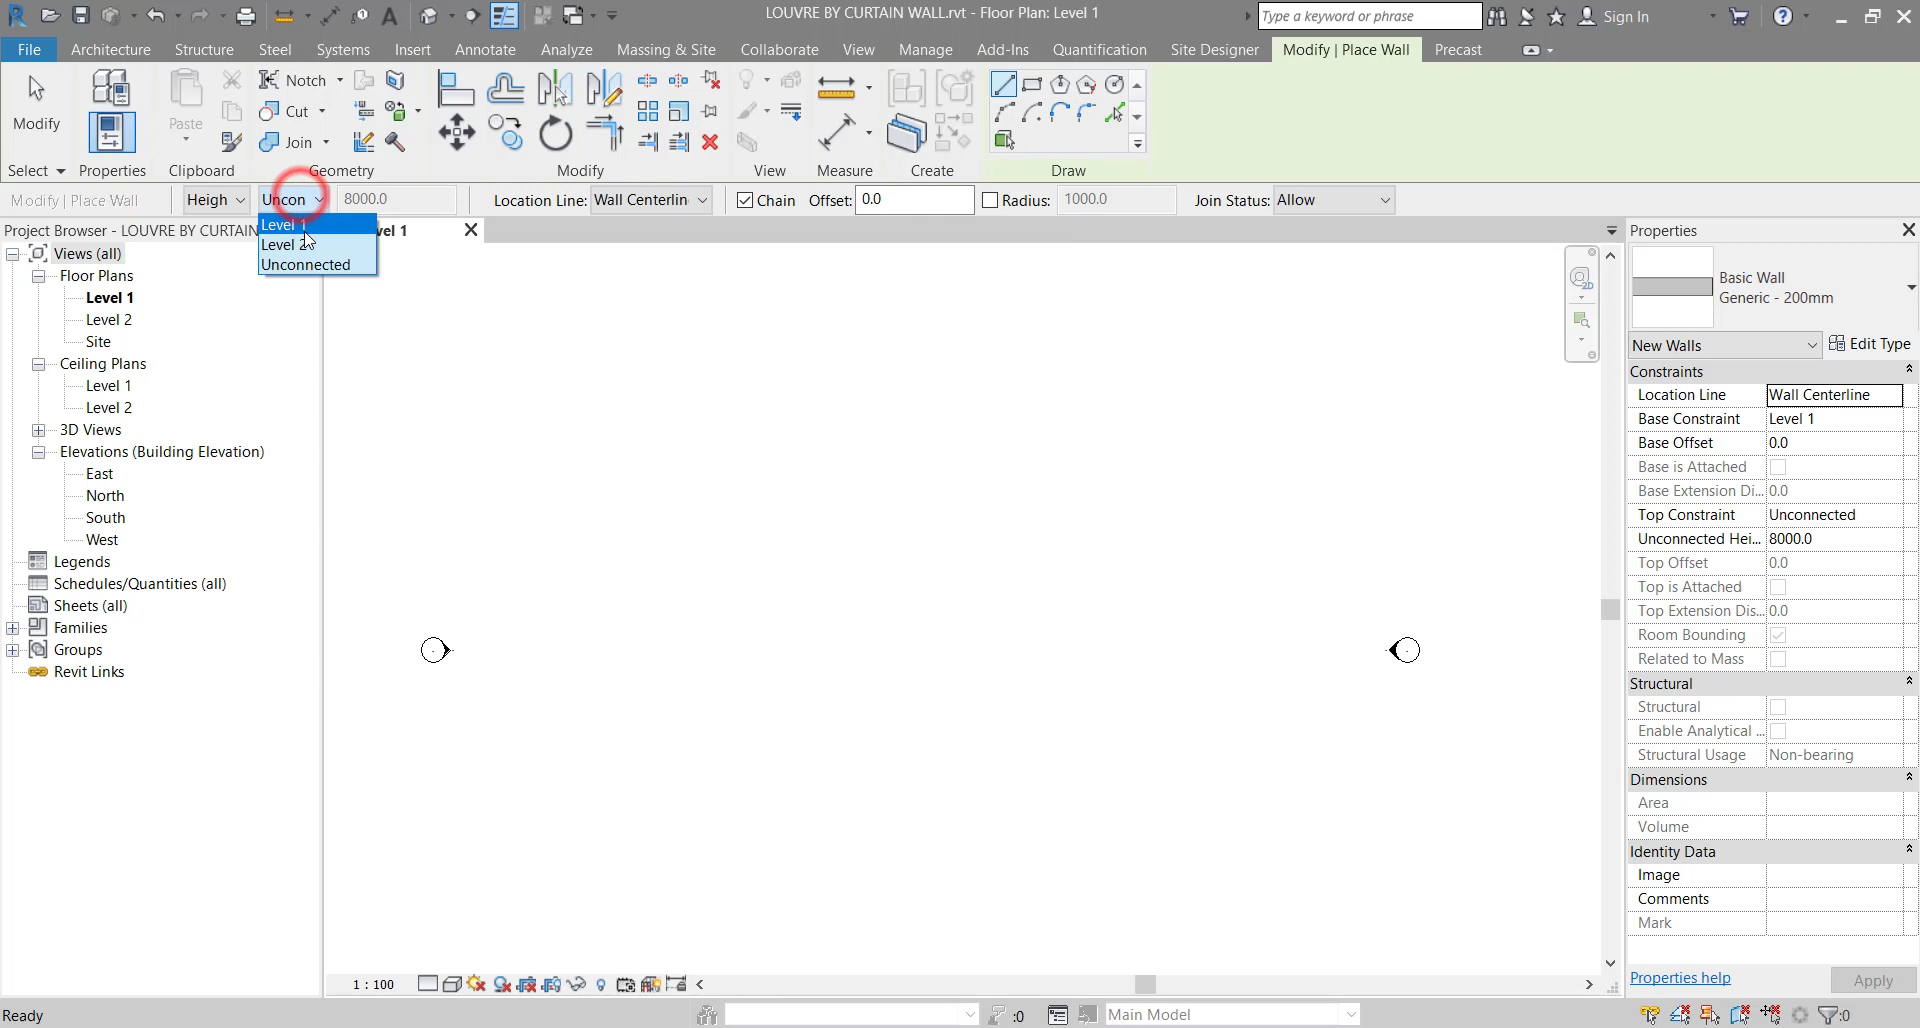 LOUVRE BY CURTAIN WALL.rvt - Floor Plan: Level 1
Type a keyword or phrase
Sign In
File
Architecture
Structure
Steel
Systems
Insert
Annotate
Analyze
Massing & Site
Collaborate
View
Manage
Add-Ins
Quantification
Site Designer
Modify | Place Wall
Precast
Modify
Paste
Notch
Cut
Join
Select
Properties
Clipboard
Geometry
Modify
View
Measure
Create
Draw
Modify | Place Wall
Heigh
Uncon
8000.0
Location Line:
Wall Centerlin
Chain
Offset:
0.0
Radius:
1000.0
Join Status:
Allow
Level 1
Level 2
Unconnected
Project Browser - LOUVRE BY CURTAIN
vel 1
Views (all)
Floor Plans
Level 1
Level 2
Site
Ceiling Plans
Level 1
Level 2
3D Views
Elevations (Building Elevation)
East
North
South
West
Legends
Schedules/Quantities (all)
Sheets (all)
Families
Groups
Revit Links
2D
Properties
Basic Wall
Generic - 200mm
New Walls
Edit Type
Constraints
Location Line Wall Centerline
Base Constraint Level 1
Base Offset 0.0
Base is Attached
Base Extension Di... 0.0
Top Constraint Unconnected
Unconnected Hei... 8000.0
Top Offset 0.0
Top is Attached
Top Extension Dis... 0.0
Room Bounding
Related to Mass
Structural
Structural
Enable Analytical ...
Structural Usage Non-bearing
Dimensions
Area
Volume
Identity Data
Image
Comments
Mark
Properties help
Apply
1 : 100
Ready
:0
Main Model
:0